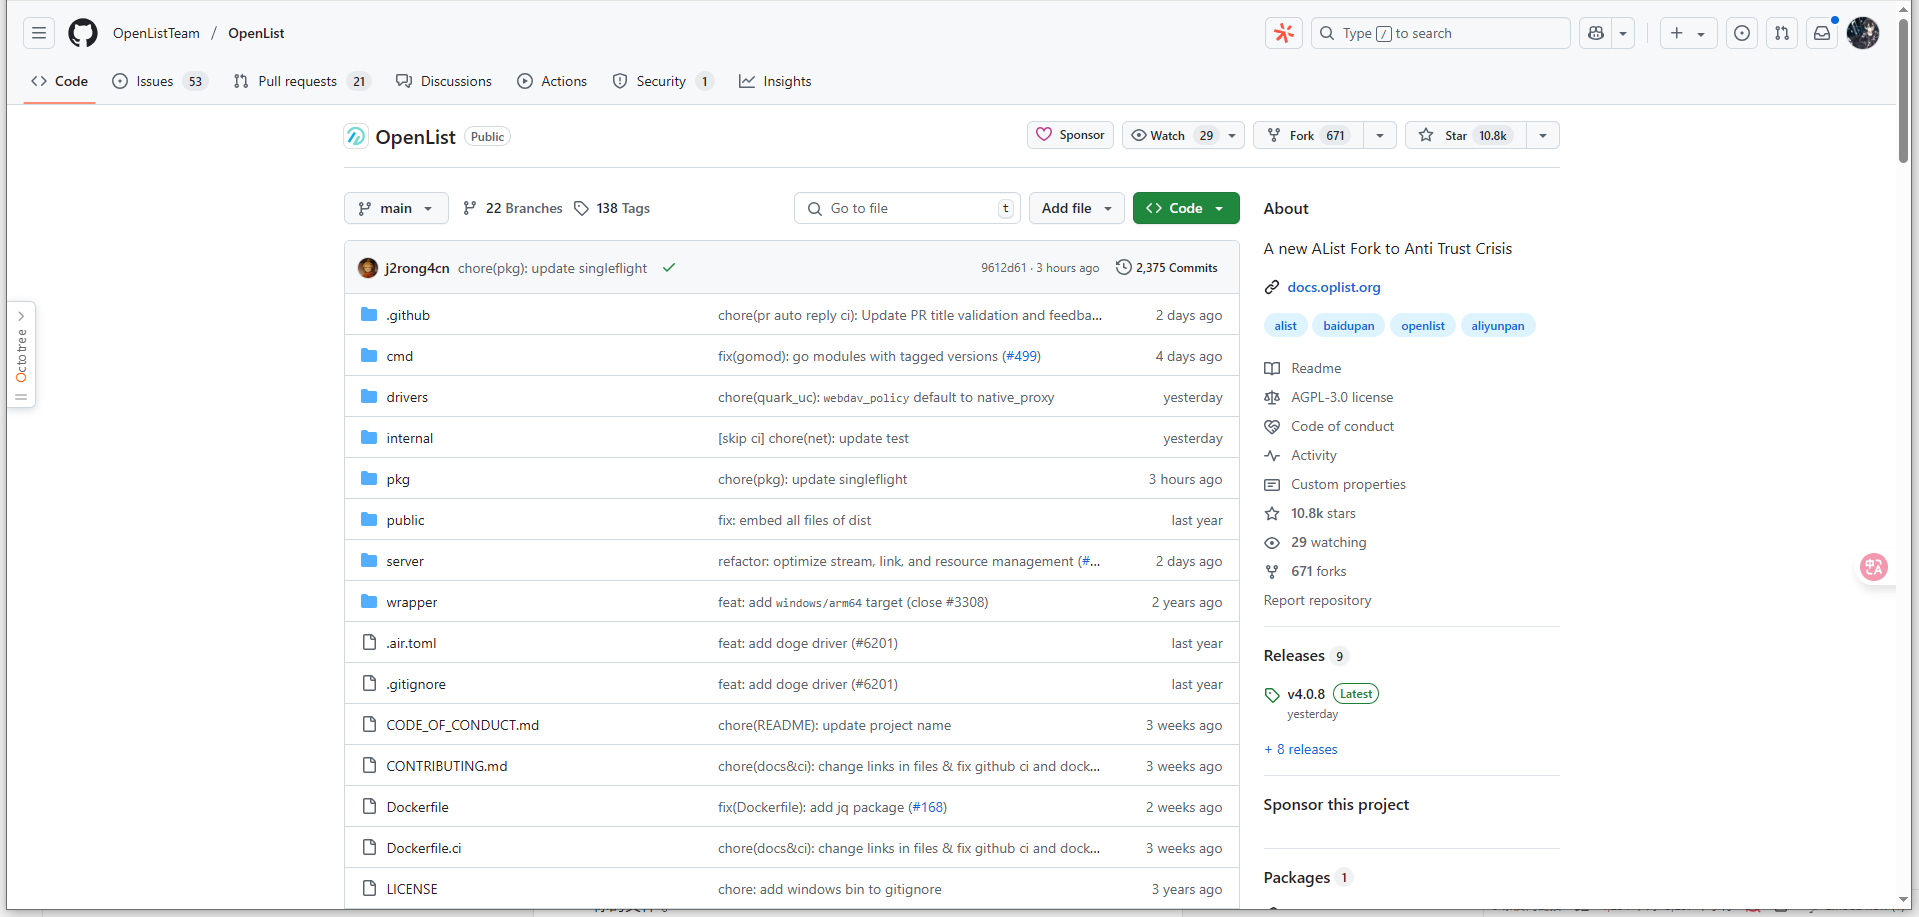 OpenListTeam / OpenList
Type / to search
Code
Issues 53
Pull requests 21
Discussions
Actions
Security 1
Insights
OpenList Public
Sponsor
Watch 29
Fork 671
Star 10.8k
main
22 Branches
138 Tags
Go to file t
Add file
Code
j2rong4cn chore(pkg): update singleflight
9612d61 · 3 hours ago
2,375 Commits
.github chore(pr auto reply ci): Update PR title validation and feedba... 2 days ago
cmd fix(gomod): go modules with tagged versions (#499) 4 days ago
drivers chore(quark_uc): webdav_policy default to native_proxy yesterday
internal [skip ci] chore(net): update test yesterday
pkg chore(pkg): update singleflight 3 hours ago
public fix: embed all files of dist last year
server refactor: optimize stream, link, and resource management (#... 2 days ago
wrapper feat: add windows/arm64 target (close #3308) 2 years ago
.air.toml feat: add doge driver (#6201) last year
.gitignore feat: add doge driver (#6201) last year
CODE_OF_CONDUCT.md chore(README): update project name 3 weeks ago
CONTRIBUTING.md chore(docs&ci): change links in files & fix github ci and dock... 3 weeks ago
Dockerfile fix(Dockerfile): add jq package (#168) 2 weeks ago
Dockerfile.ci chore(docs&ci): change links in files & fix github ci and dock... 3 weeks ago
LICENSE chore: add windows bin to gitignore 3 years ago
About
A new AList Fork to Anti Trust Crisis
docs.oplist.org
alist baidupan openlist aliyunpan
Readme
AGPL-3.0 license
Code of conduct
Activity
Custom properties
10.8k stars
29 watching
671 forks
Report repository
Releases 9
v4.0.8 Latest
yesterday
+ 8 releases
Sponsor this project
Packages 1
Octotree